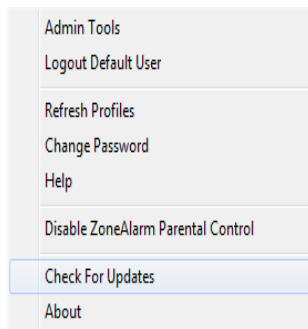 Admin Tools
Logout Default User
Refresh Profiles
Change Password
Help
Disable ZoneAlarm Parental Control
Check For Updates
About